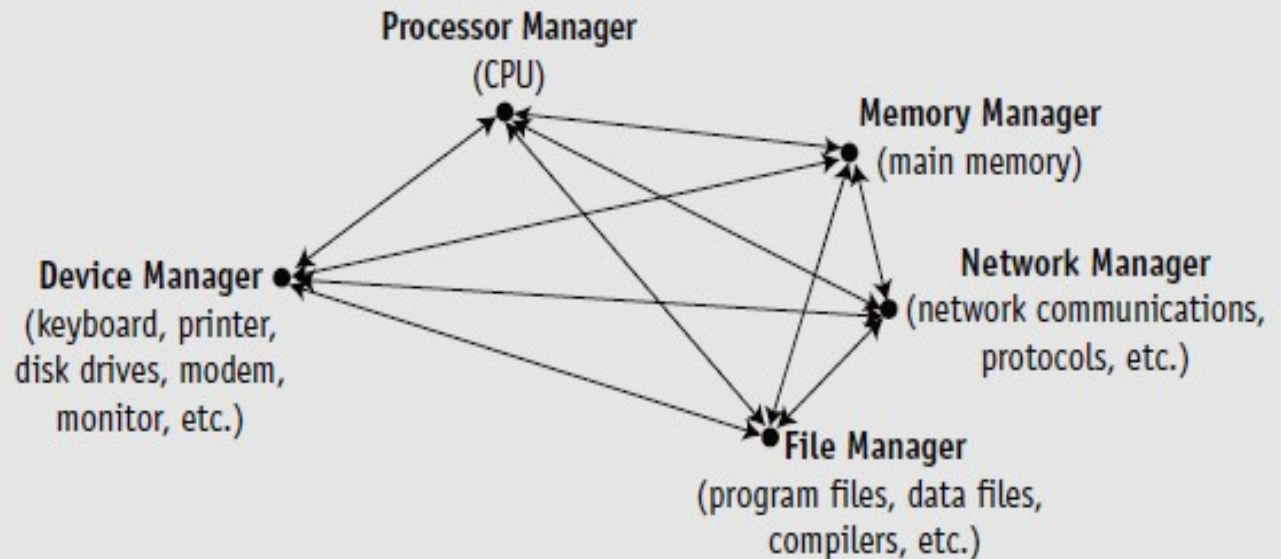 Processor Manager
(CPU)
Memory Manager
(main memory)
Device Manager
(keyboard, printer,
disk drives, modem,
monitor, etc.)
Network Manager
(network communications,
protocols, etc.)
File Manager
(program files, data files,
compilers, etc.)